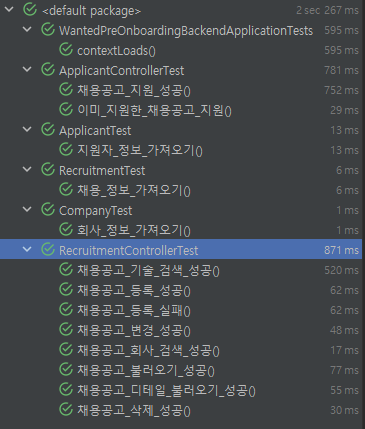 <default package> 2 sec 267 ms
WantedPreOnboardingBackendApplicationTests 595 ms
contextLoads() 595 ms
ApplicantControllerTest 781 ms
채용공고_지원_성공() 752 ms
이미_지원한_채용공고_지원() 29 ms
ApplicantTest 13 ms
지원자_정보_가져오기() 13 ms
RecruitmentTest 6 ms
채용_정보_가져오기() 6 ms
CompanyTest 1 ms
회사_정보_가져오기() 1 ms
RecruitmentControllerTest 871 ms
채용공고_기술_검색_성공() 520 ms
채용공고_등록_성공() 62 ms
채용공고_등록_실패() 62 ms
채용공고_변경_성공() 48 ms
채용공고_회사_검색_성공() 17 ms
채용공고_불러오기_성공() 77 ms
채용공고_디테일_불러오기_성공() 55 ms
채용공고_삭제_성공() 30 ms